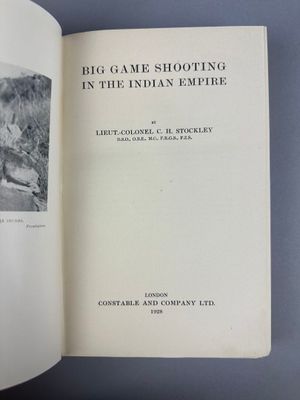 BIG GAME SHOOTING
IN THE INDIAN EMPIRE
BY
LIEUT.-COLONEL C. H. STOCKLEY
D.S.O., O.B.E., M.C., F.R.G.S., F.Z.S.
LONDON
CONSTABLE AND COMPANY LTD.
1928
Frontispiece